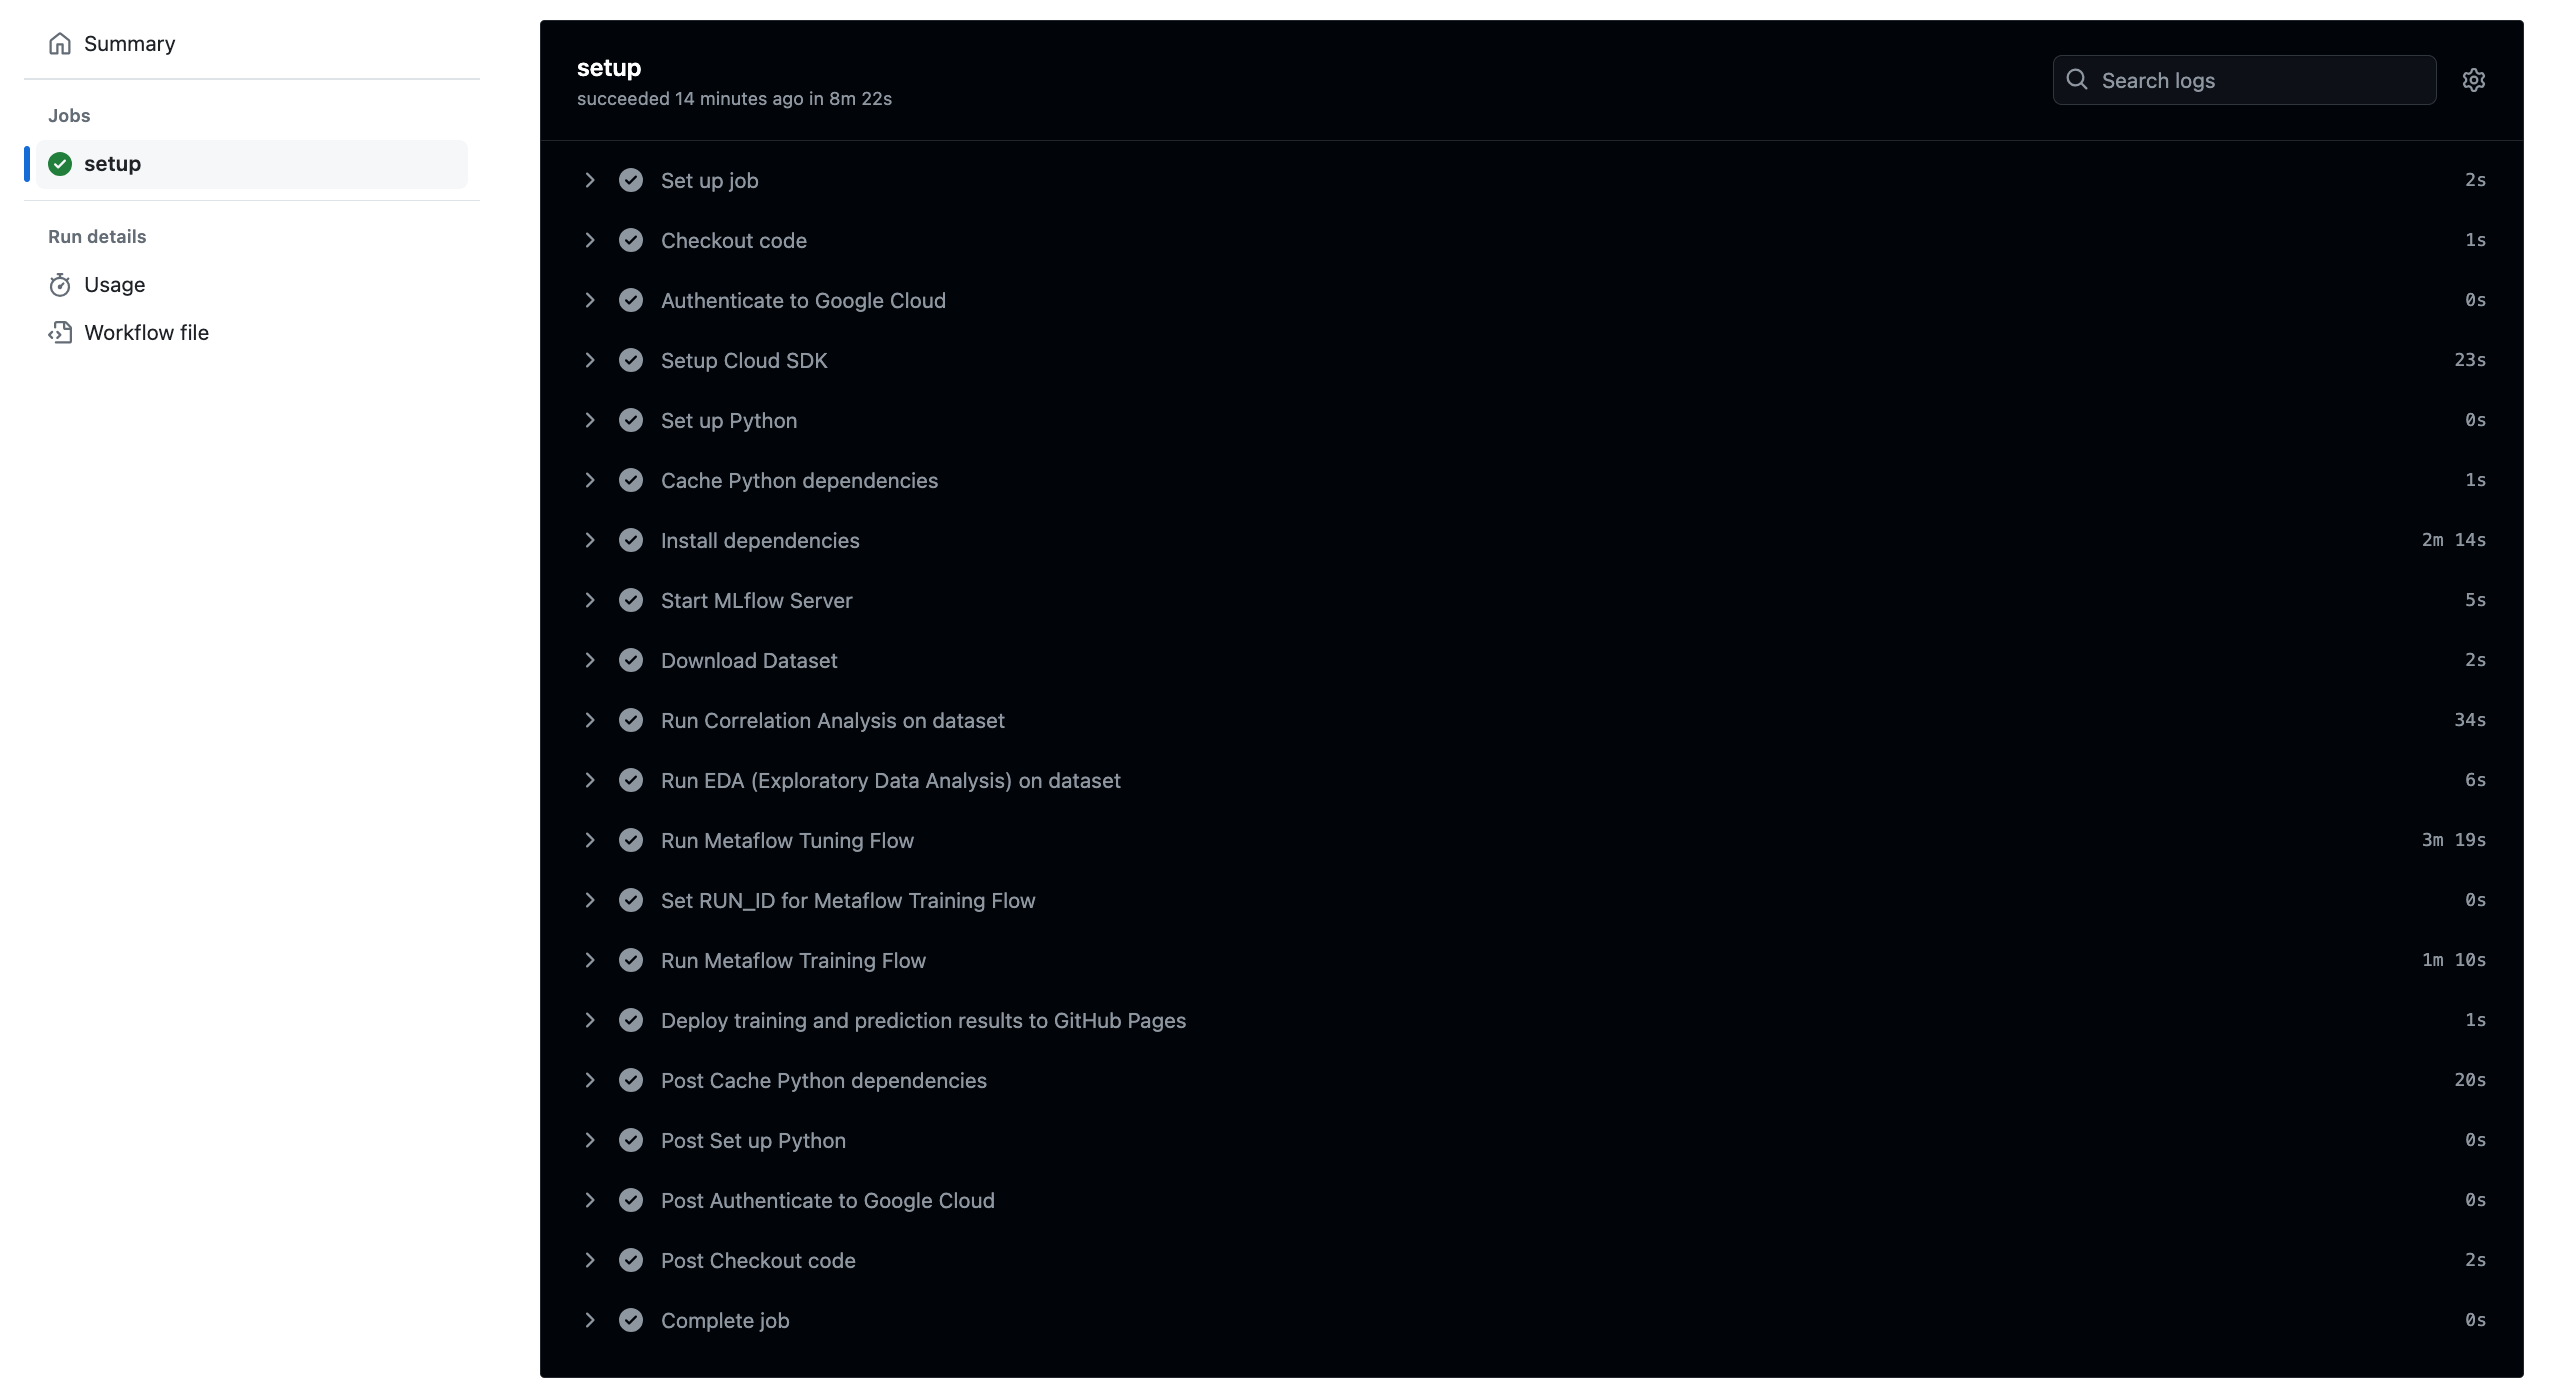 Summary
Jobs
setup
Run details
Usage
Workflow file
setup
succeeded 14 minutes ago in 8m 22s
Search logs
Set up job 2s
Checkout code 1s
Authenticate to Google Cloud 0s
Setup Cloud SDK 23s
Set up Python 0s
Cache Python dependencies 1s
Install dependencies 2m 14s
Start MLflow Server 5s
Download Dataset 2s
Run Correlation Analysis on dataset 34s
Run EDA (Exploratory Data Analysis) on dataset 6s
Run Metaflow Tuning Flow 3m 19s
Set RUN_ID for Metaflow Training Flow 0s
Run Metaflow Training Flow 1m 10s
Deploy training and prediction results to GitHub Pages 1s
Post Cache Python dependencies 20s
Post Set up Python 0s
Post Authenticate to Google Cloud 0s
Post Checkout code 2s
Complete job 0s